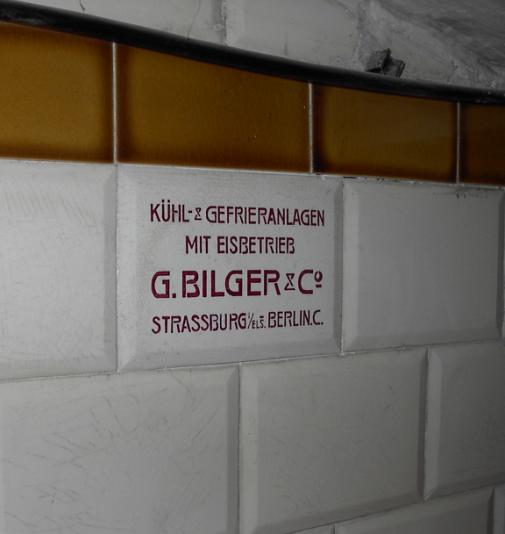 KÜHL- & GEFRIERANLAGEN
MIT EISBETRIEB
G. BILGER & Cº
STRASSBURG i/ELS. BERLIN.C.